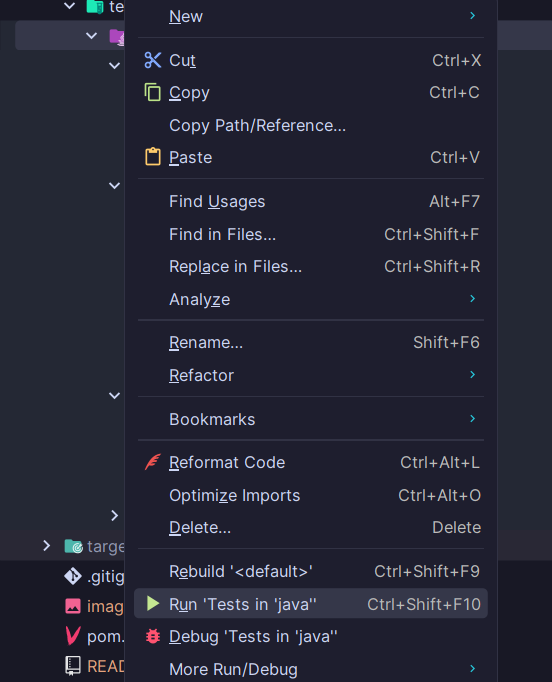 te
New
Cut Ctrl+X
Copy Ctrl+C
Copy Path/Reference...
Paste Ctrl+V
Find Usages Alt+F7
Find in Files... Ctrl+Shift+F
Replace in Files... Ctrl+Shift+R
Analyze
Rename... Shift+F6
Refactor
Bookmarks
Reformat Code Ctrl+Alt+L
Optimize Imports Ctrl+Alt+O
Delete... Delete
targe
Rebuild '<default>' Ctrl+Shift+F9
.gitig
imag
Run 'Tests in 'java'' Ctrl+Shift+F10
pom.
Debug 'Tests in 'java''
READ
More Run/Debug